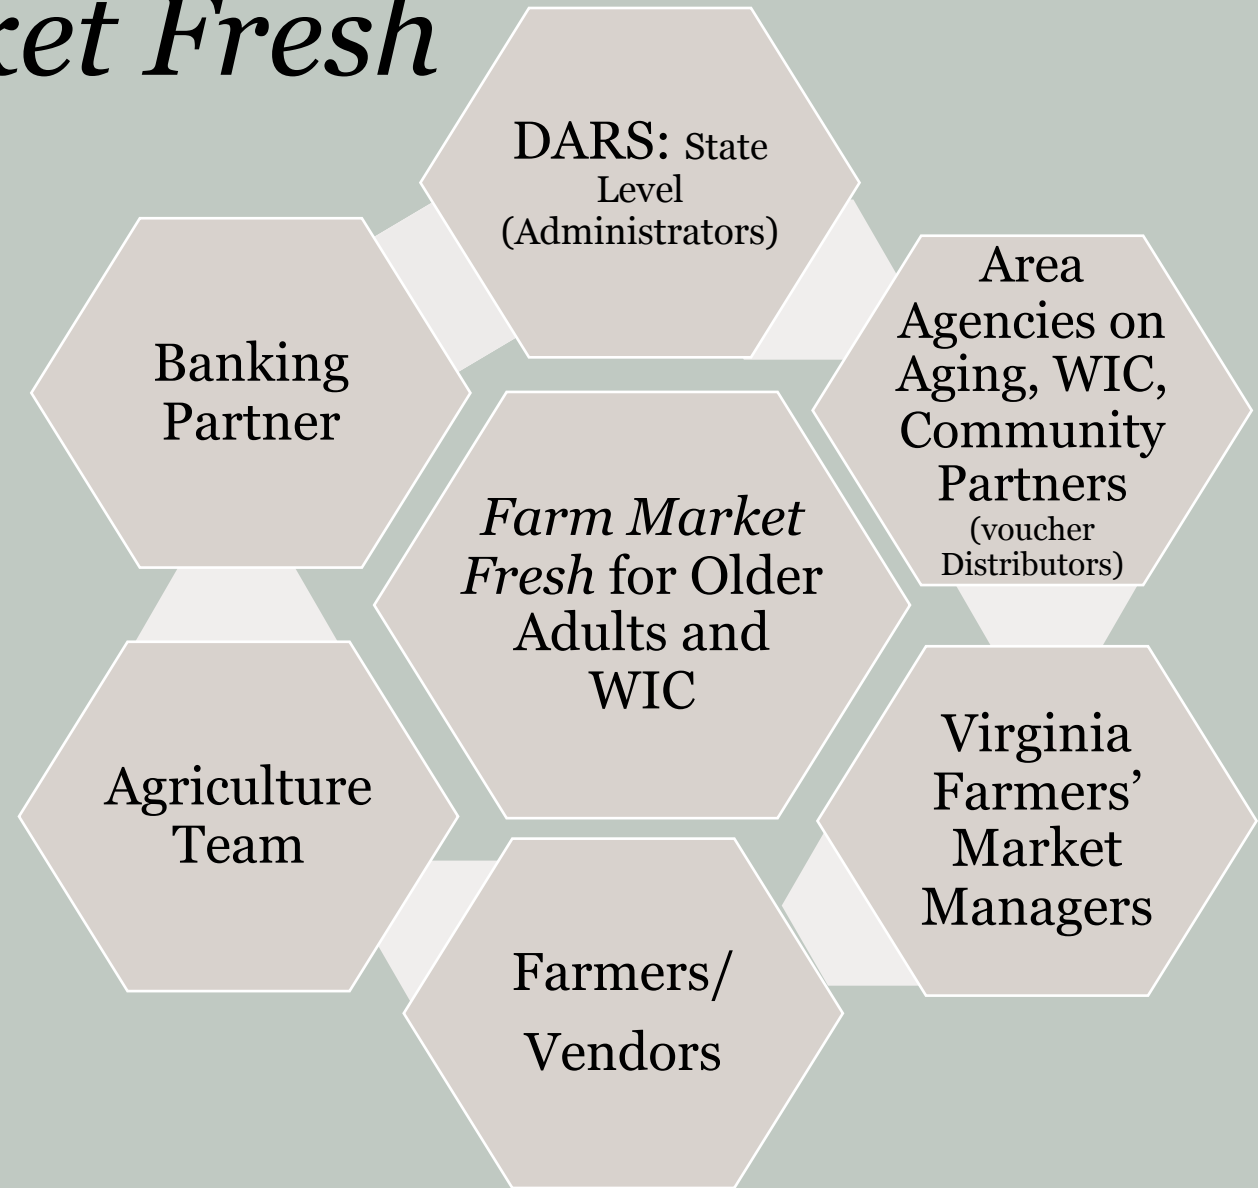 Fresh
DARS: State
Level
(Administrators)
Area
Agencies on
Aging, WIC,
Community
Partners
(voucher
Distributors)
Banking
Partner
Farm Market
Fresh for Older
Adults and
WIC
Virginia
Farmers’
Market
Managers
Agriculture
Team
Farmers/
Vendors